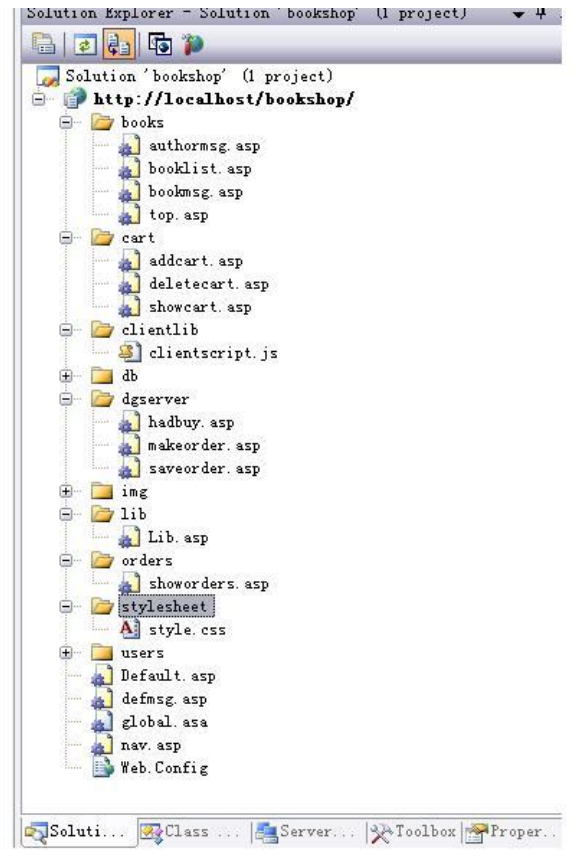 Solution Explorer - Solution 'bookshop' (1 project)
Solution 'bookshop' (1 project)
http://localhost/bookshop/
books
authormsg.asp
booklist.asp
bookmsg.asp
top.asp
cart
addcart.asp
deletecart.asp
showcart.asp
clientlib
clientscript.js
db
dgserver
hadbuy.asp
makeorder.asp
saveorder.asp
img
lib
Lib.asp
orders
showorders.asp
stylesheet
style.css
users
Default.asp
defmsg.asp
global.asa
nav.asp
Web.Config
Soluti... Class ... Server... Toolbox Proper..